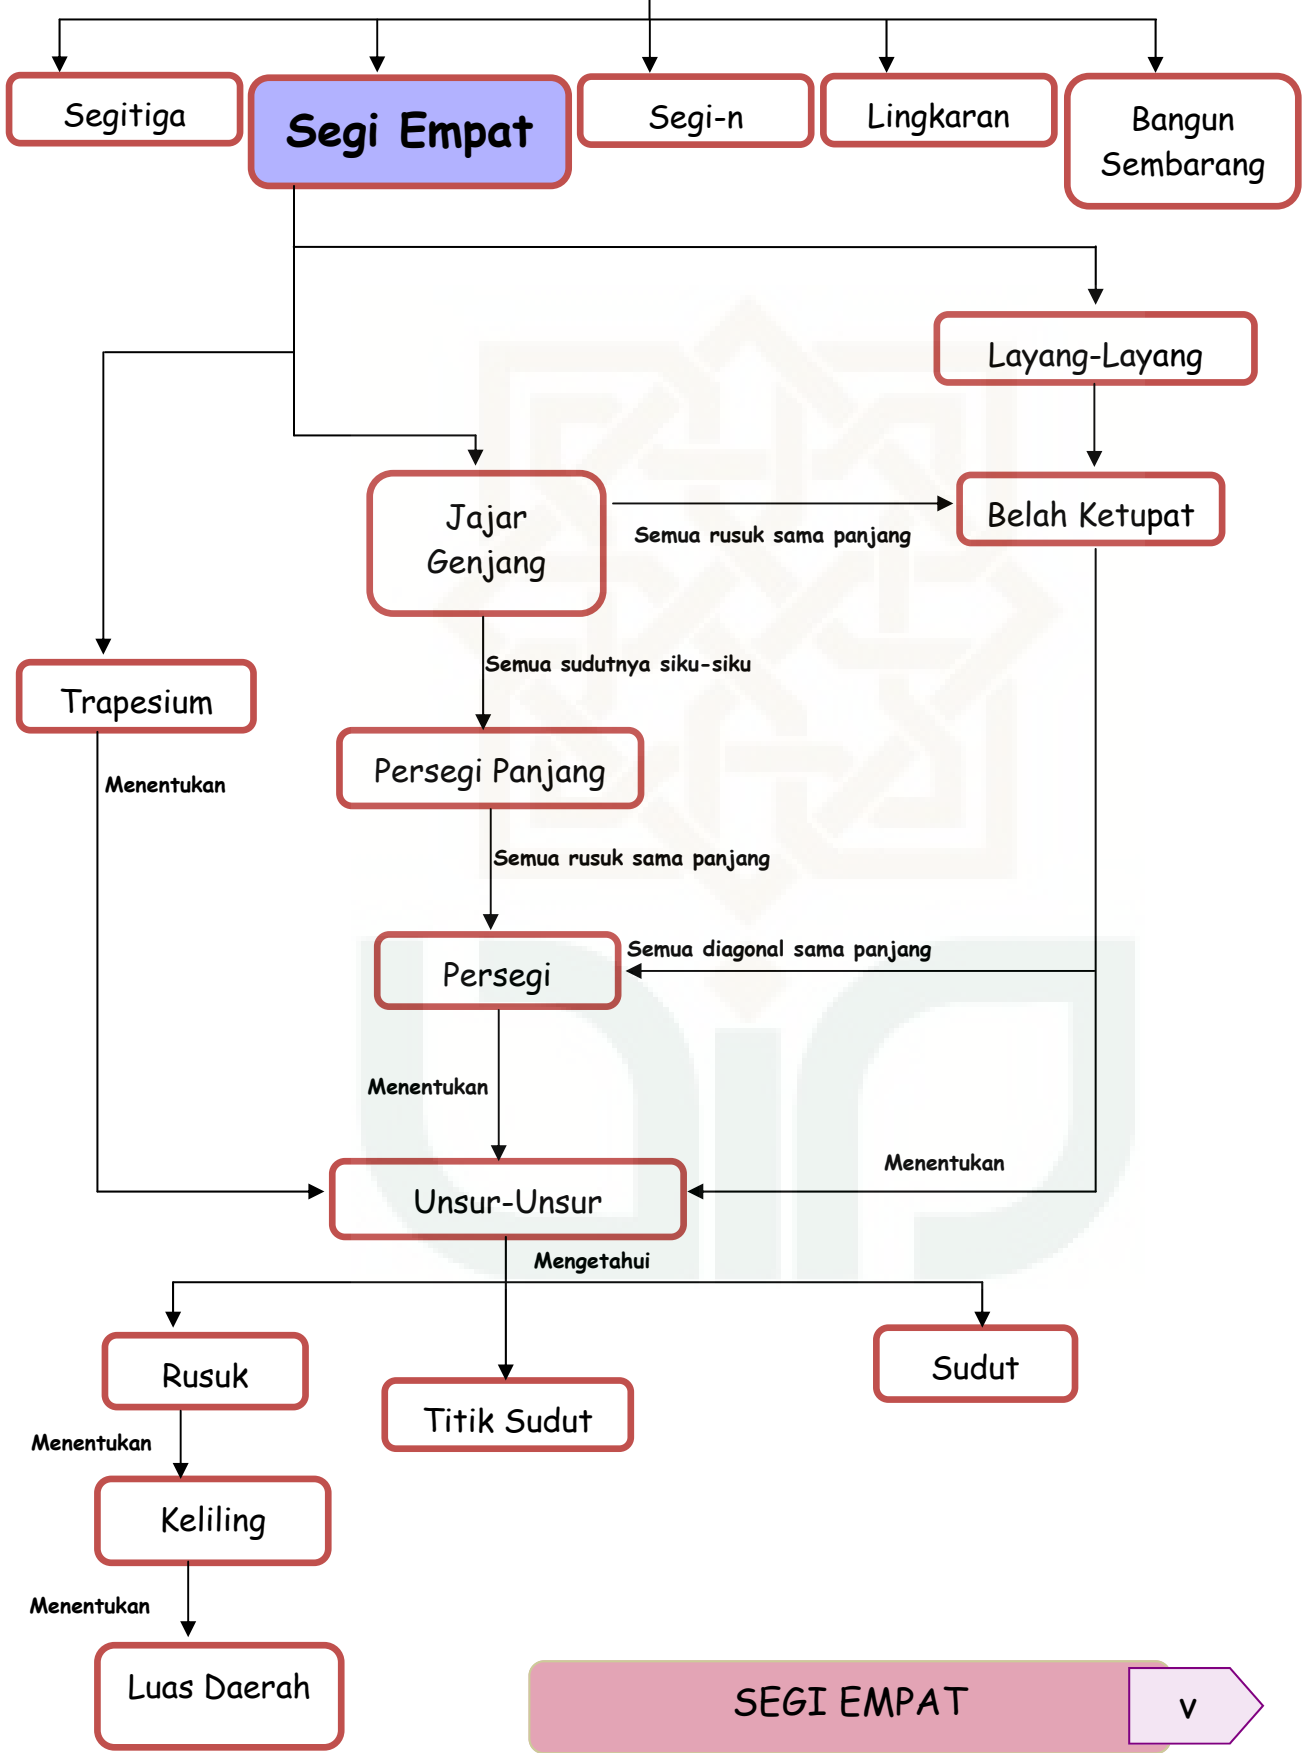 Segitiga
Segi Empat
Segi-n
Lingkaran
Bangun
Sembarang
Layang-Layang
Jajar
Genjang
Semua rusuk sama panjang
Belah Ketupat
Semua sudutnya siku-siku
Trapesium
Menentukan
Persegi Panjang
Semua rusuk sama panjang
Semua diagonal sama panjang
Persegi
Menentukan
Menentukan
Unsur-Unsur
Mengetahui
Rusuk
Titik Sudut
Sudut
Menentukan
Keliling
Menentukan
Luas Daerah
SEGI EMPAT
v